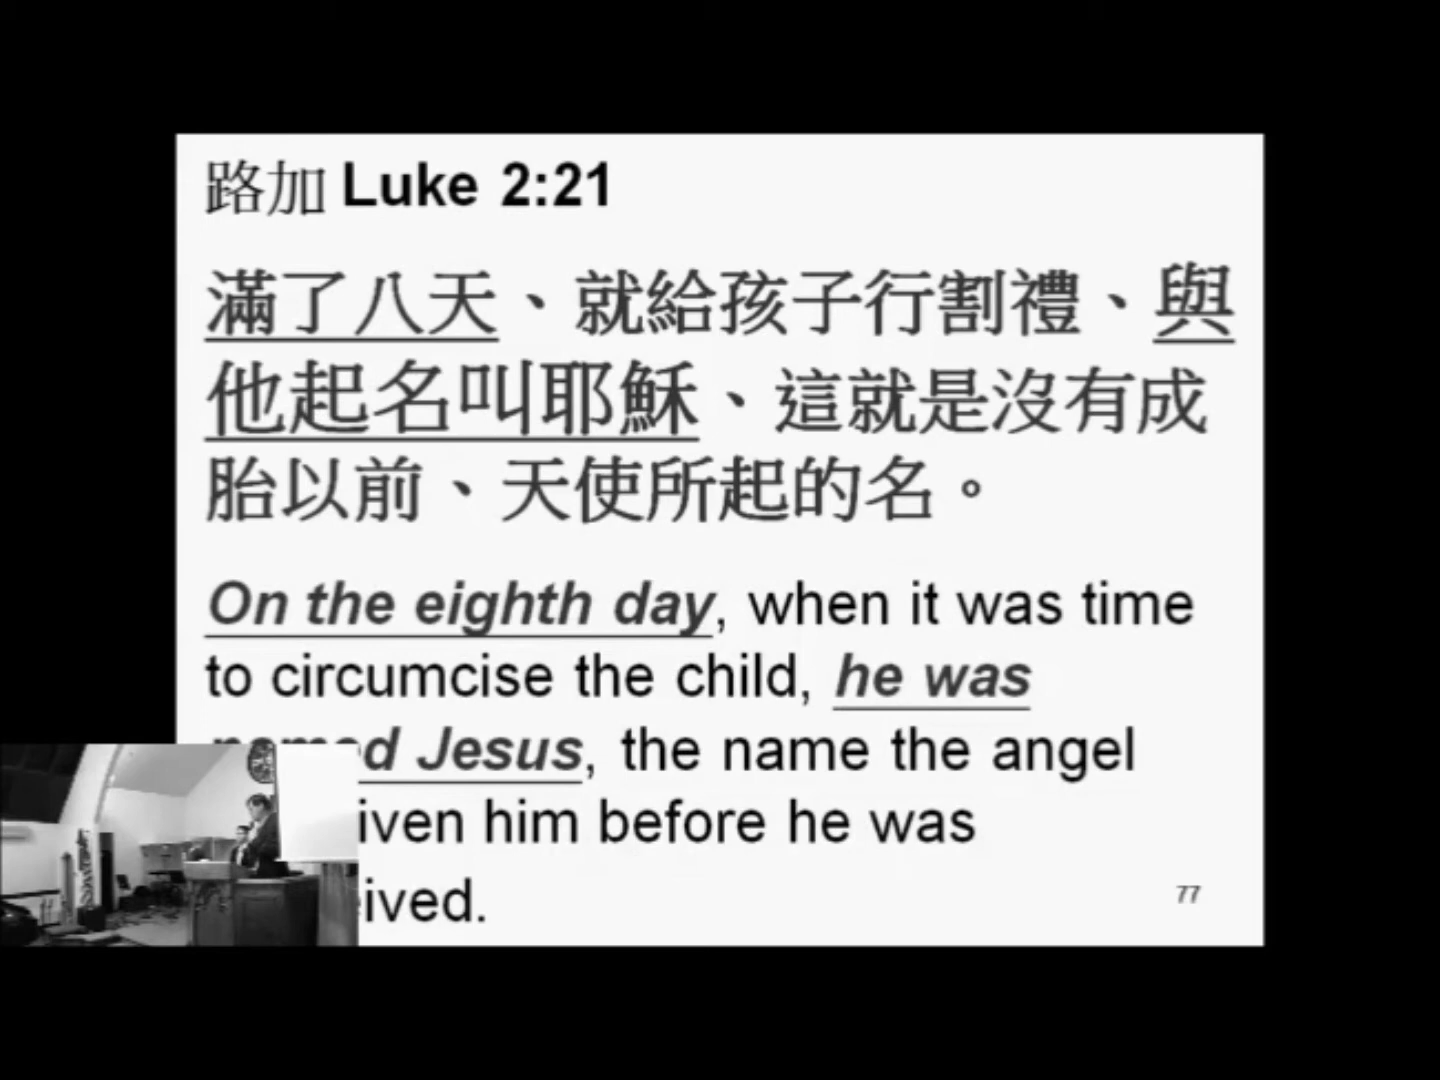 路加 Luke 2:21
滿了八天、就給孩子行割禮、與
他起名叫耶穌、這就是沒有成
胎以前、天使所起的名。
On the eighth day, when it was time
to circumcise the child, he was
named Jesus, the name the angel
iven him before he was
ived.
77